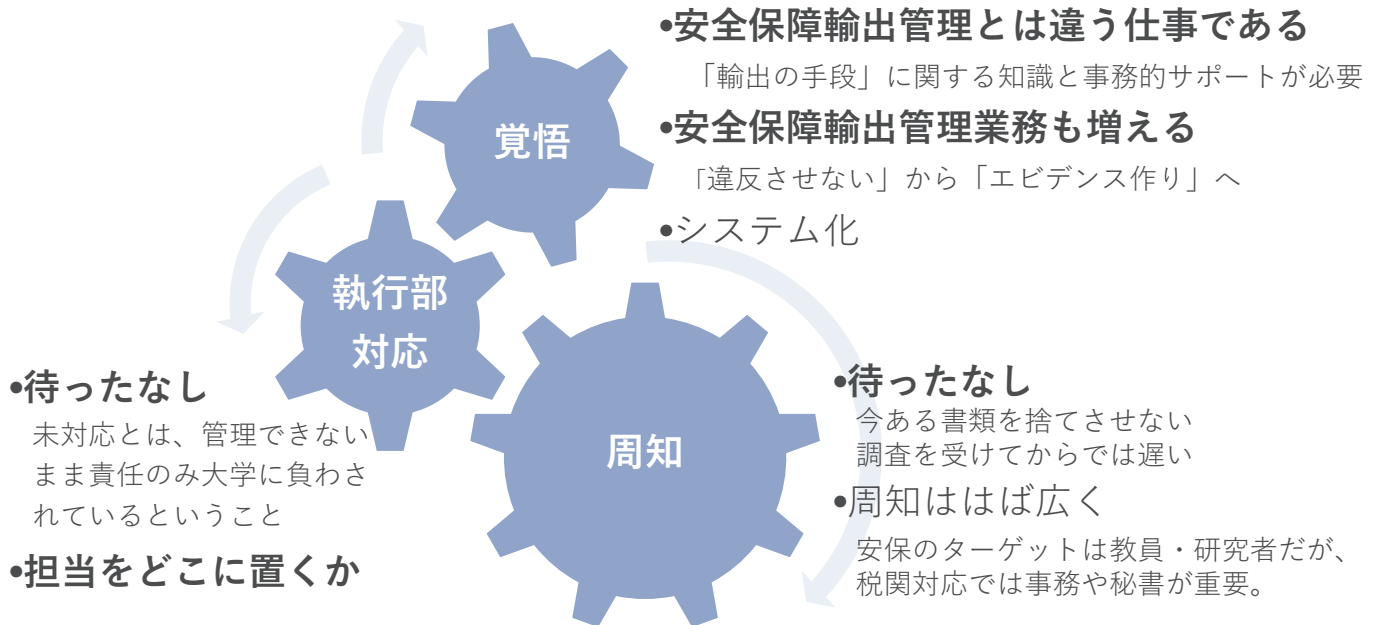 •安全保障輸出管理とは違う仕事である
「輸出の手段」に関する知識と事務的サポートが必要
•安全保障輸出管理業務も増える
「違反させない」から「エビデンス作り」へ
•システム化
覚悟
執行部
対応
•待ったなし
未対応とは、管理できない
まま責任のみ大学に負わさ
れているということ
•担当をどこに置くか
周知
•待ったなし
今ある書類を捨てさせない
調査を受けてからでは遅い
•周知ははば広く
安保のターゲットは教員・研究者だが、
税関対応では事務や秘書が重要。